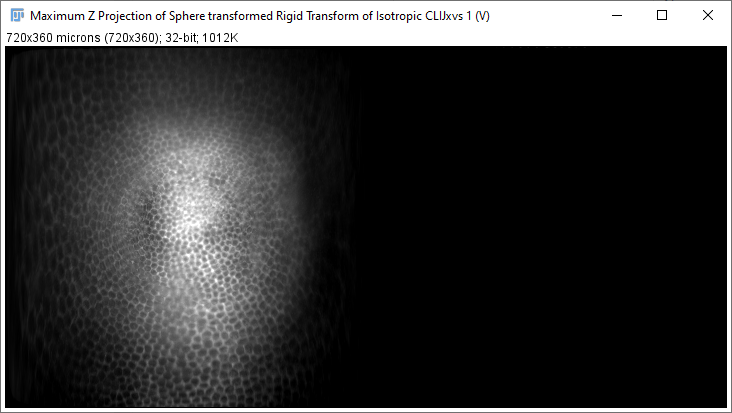 Maximum Z Projection of Sphere transformed Rigid Transform of Isotropic CLIJxvs 1 (V)
720x360 microns (720x360); 32-bit; 1012K